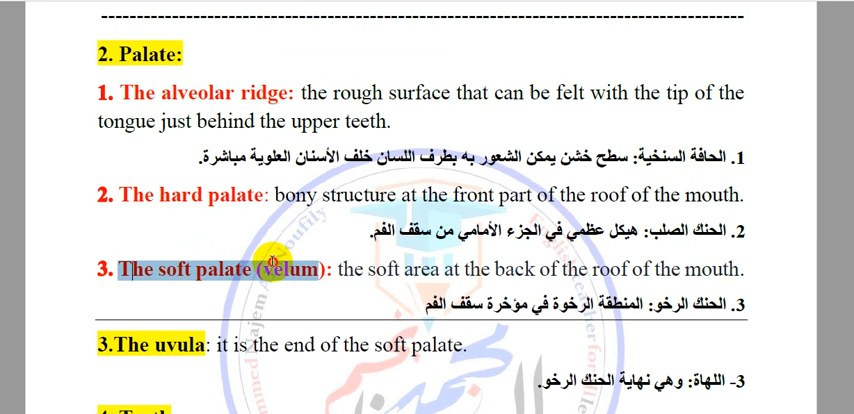 2. Palate:
1. The alveolar ridge: the rough surface that can be felt with the tip of the
tongue just behind the upper teeth.
1. الحافة السنخية: سطح خشن يمكن الشعور به بطرف اللسان خلف الأسنان العلوية مباشرة.
2. The hard palate: bony structure at the front part of the roof of the mouth.
2. الحنك الصلب: هيكل عظمي في الجزء الأمامي من سقف الفم.
3. The soft palate (velum): the soft area at the back of the roof of the mouth.
3. الحنك الرخو: المنطقة الرخوة في مؤخرة سقف الفم
3.The uvula: it is the end of the soft palate.
3- اللهاة: وهي نهاية الحنك الرخو.